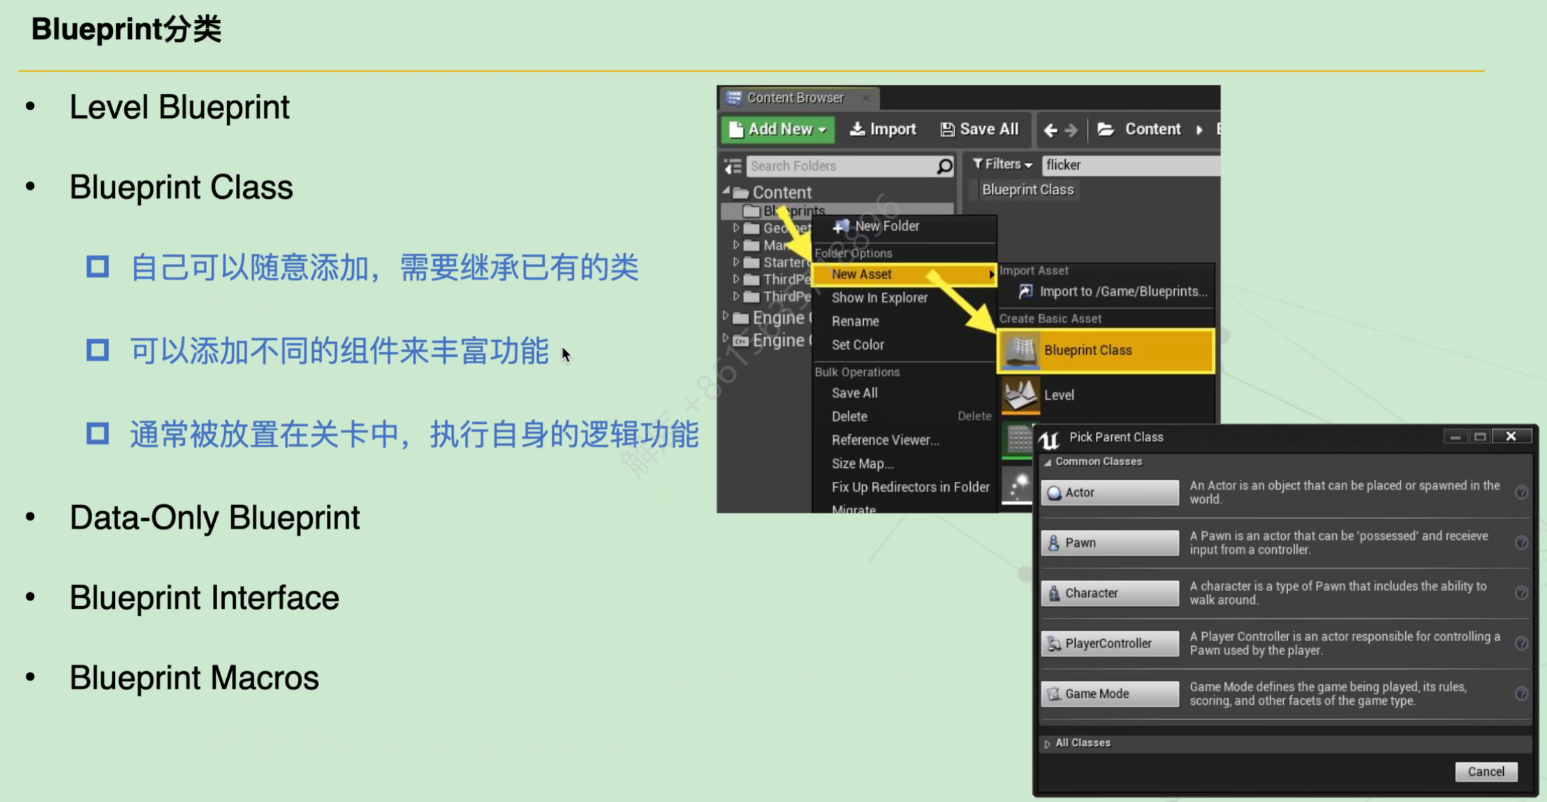 Blueprint分类
Level Blueprint
Blueprint Class
自己可以随意添加，需要继承已有的类
可以添加不同的组件来丰富功能
通常被放置在关卡中，执行自身的逻辑功能
Data-Only Blueprint
Blueprint Interface
Blueprint Macros
Content Browser
Add New
Import
Save All
Content
Search Folders
Filters
flicker
Content
Blueprint Class
Blueprints
New Folder
Folder Options
New Asset
Import Asset
Show In Explorer
Import to /Game/Blueprints...
Rename
Create Basic Asset
Engine
Set Color
Blueprint Class
Engine
Bulk Operations
Save All
Level
Delete Delete
Reference Viewer...
Size Map...
Fix Up Redirectors in Folder
Migrate
Pick Parent Class
Common Classes
Actor
An Actor is an object that can be placed or spawned in the
world.
Pawn
A Pawn is an actor that can be 'possessed' and receieve
input from a controller.
Character
A character is a type of Pawn that includes the ability to
walk around.
PlayerController
A Player Controller is an actor responsible for controlling a
Pawn used by the player.
Game Mode
Game Mode defines the game being played, its rules,
scoring, and other facets of the game type.
All Classes
Cancel